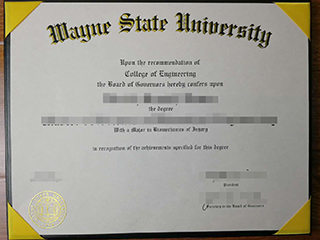 Wayne State University
Upon the recommendation of
College of Engineering
the Board of Governors hereby confers upon
the degree
With a Major in Biomechanics of Injury
in recognition of the achievements specified for this degree
President
Secretary to the Board of Governors